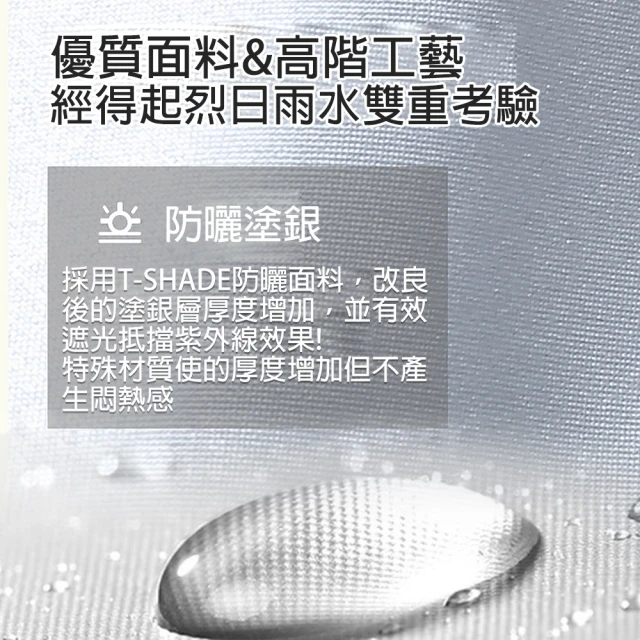 優質面料&高階工藝
經得起烈日雨水雙重考驗
防曬塗銀
採用T-SHADE防曬面料，改良
後的塗銀層厚度增加，並有效
遮光抵擋紫外線效果!
特殊材質使的厚度增加但不產
生悶熱感